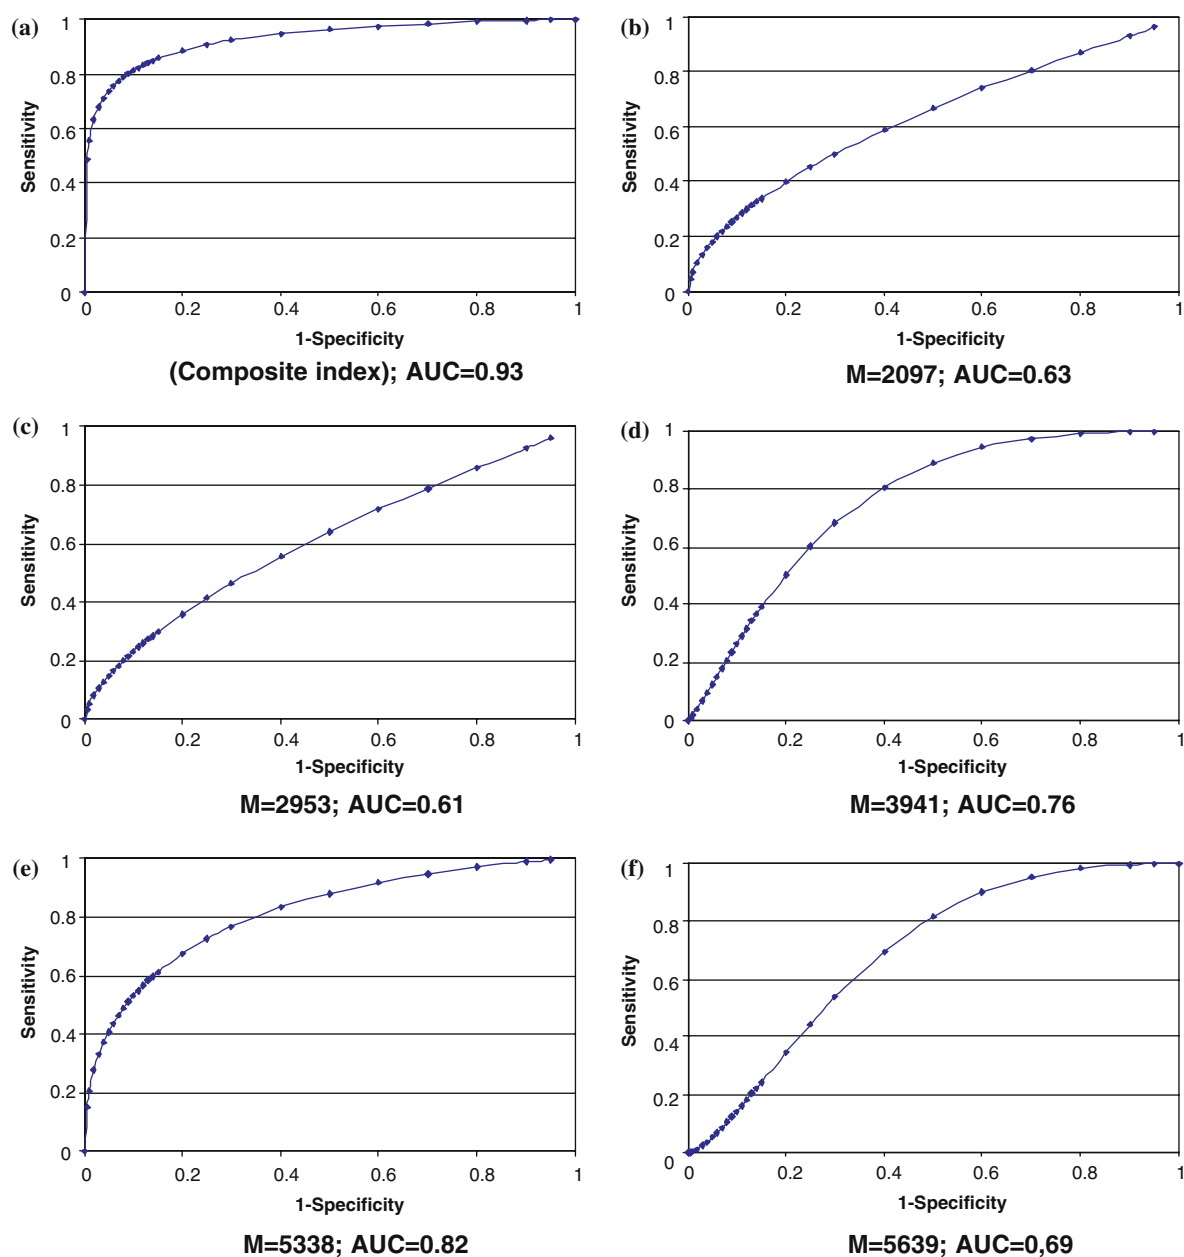 (a)
1
0.8
0.6
0.4
0.2
0
Sensitivity
0 0.2 0.4 0.6 0.8 1
1-Specificity
(Composite index); AUC=0.93
(b)
1
0.8
0.6
0.4
0.2
0
Sensitivity
0 0.2 0.4 0.6 0.8 1
1-Specificity
M=2097; AUC=0.63
(c)
1
0.8
0.6
0.4
0.2
0
Sensitivity
0 0.2 0.4 0.6 0.8 1
1-Specificity
M=2953; AUC=0.61
(d)
1
0.8
0.6
0.4
0.2
0
Sensitivity
0 0.2 0.4 0.6 0.8 1
1-Specificity
M=3941; AUC=0.76
(e)
1
0.8
0.6
0.4
0.2
0
Sensitivity
0 0.2 0.4 0.6 0.8 1
1-Specificity
M=5338; AUC=0.82
(f)
1
0.8
0.6
0.4
0.2
0
Sensitivity
0 0.2 0.4 0.6 0.8 1
1-Specificity
M=5639; AUC=0,69